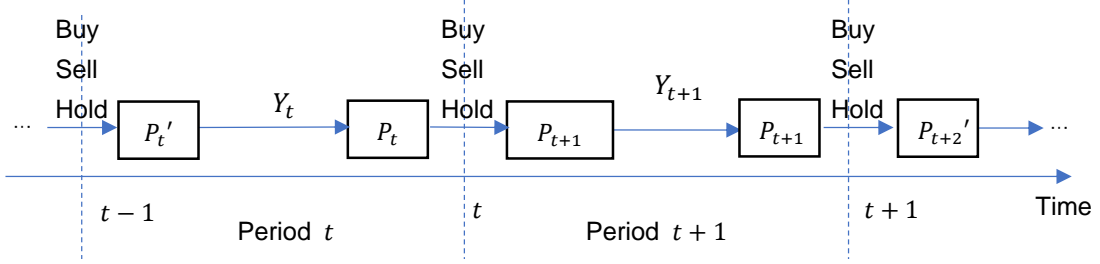 Buy Buy Buy
Sell Sell Sell
Hold Hold Hold
Y_t Y_{t+1}
... P_t' P_t P_{t+1} P_{t+1} P_{t+2}' ...
t − 1 t t + 1 Time
Period t Period t + 1